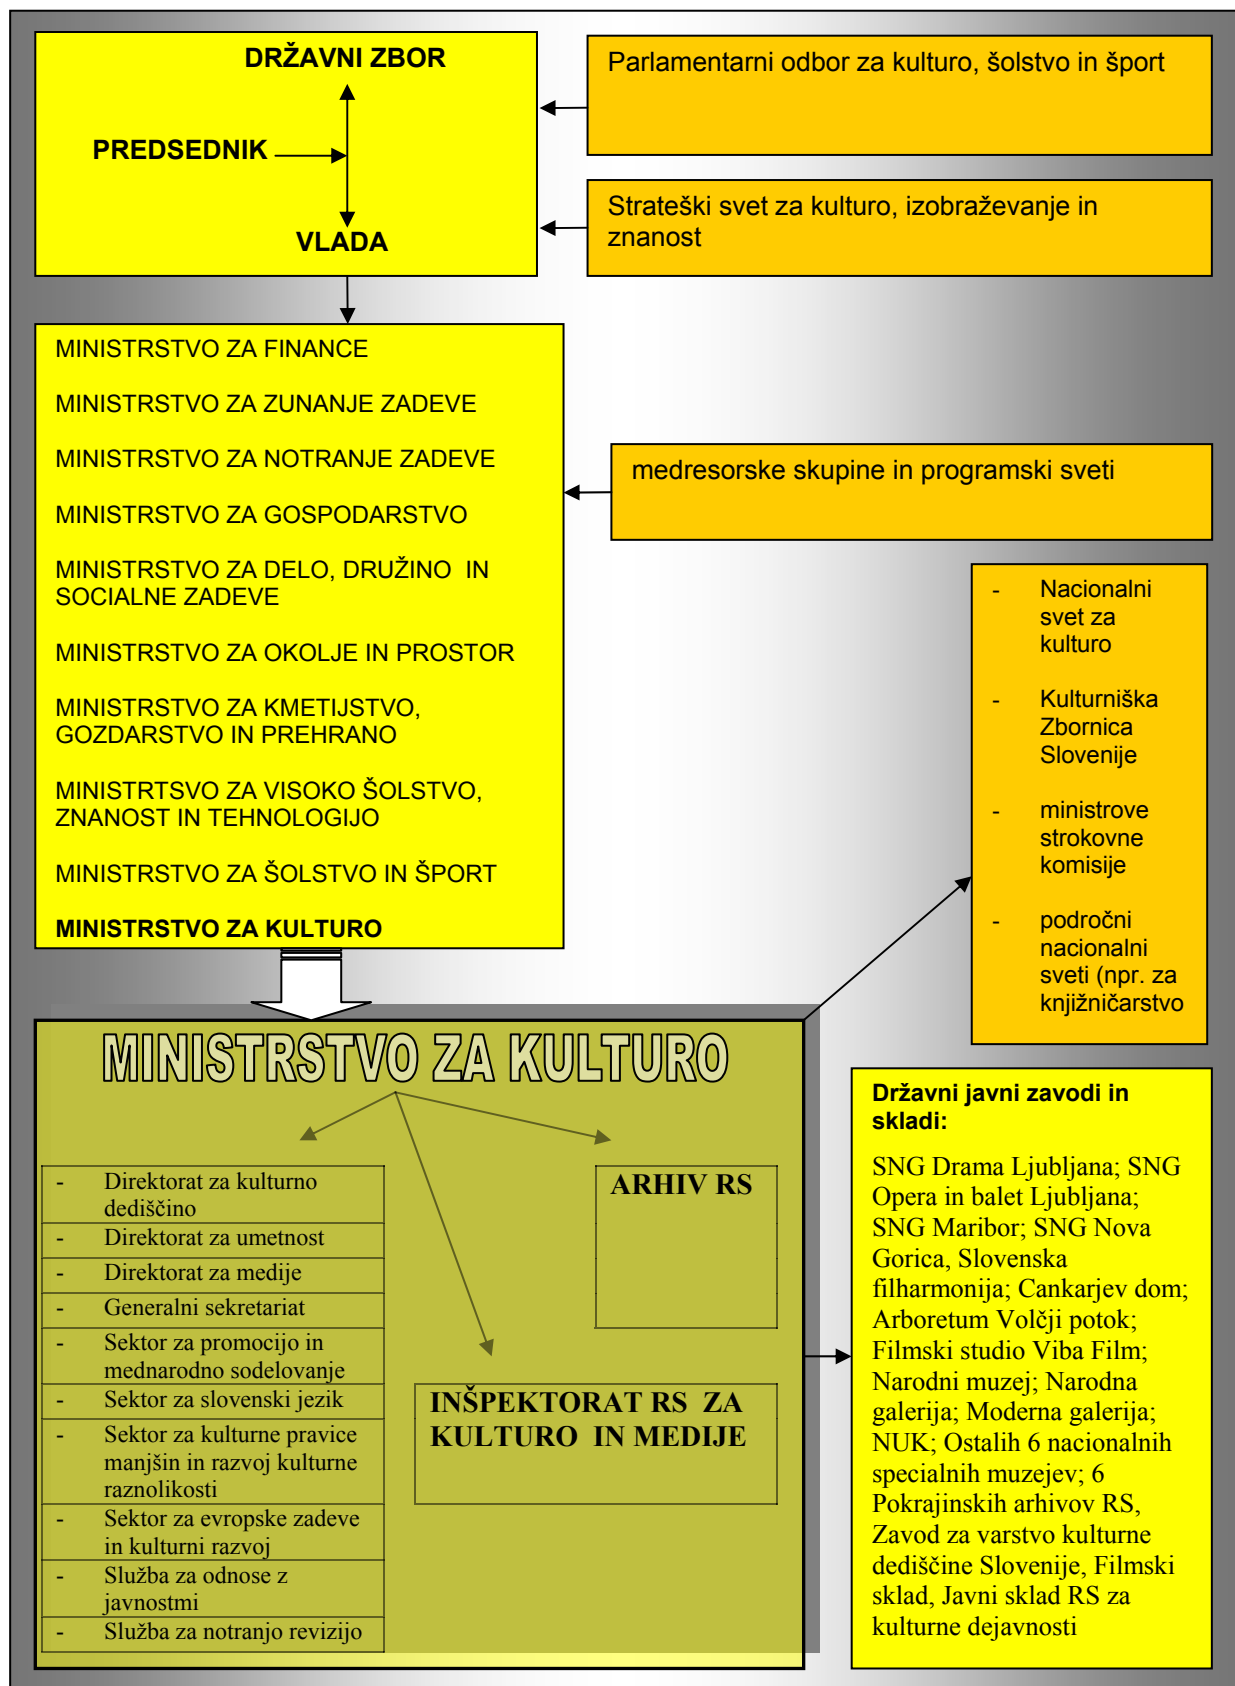 DRŽAVNI ZBOR
PREDSEDNIK
VLADA
Parlamentarni odbor za kulturo, šolstvo in šport
Strateški svet za kulturo, izobraževanje in
znanost
MINISTRSTVO ZA FINANCE
MINISTRSTVO ZA ZUNANJE ZADEVE
MINISTRSTVO ZA NOTRANJE ZADEVE
MINISTRSTVO ZA GOSPODARSTVO
MINISTRSTVO ZA DELO, DRUŽINO  IN
SOCIALNE ZADEVE
MINISTRSTVO ZA OKOLJE IN PROSTOR
MINISTRSTVO ZA KMETIJSTVO,
GOZDARSTVO IN PREHRANO
MINISTRTSVO ZA VISOKO ŠOLSTVO,
ZNANOST IN TEHNOLOGIJO
MINISTRSTVO ZA ŠOLSTVO IN ŠPORT
MINISTRSTVO ZA KULTURO
medresorske skupine in programski sveti
- Nacionalni
svet za
kulturo
- Kulturniška
Zbornica
Slovenije
- ministrove
strokovne
komisije
- področni
nacionalni
sveti (npr. za
knjižničarstvo
MINISTRSTVO ZA KULTURO
- Direktorat za kulturno
dediščino
- Direktorat za umetnost
- Direktorat za medije
- Generalni sekretariat
- Sektor za promocijo in
mednarodno sodelovanje
- Sektor za slovenski jezik
- Sektor za kulturne pravice
manjšin in razvoj kulturne
raznolikosti
- Sektor za evropske zadeve
in kulturni razvoj
- Služba za odnose z
javnostmi
- Služba za notranjo revizijo
ARHIV RS
INŠPEKTORAT RS  ZA
KULTURO  IN MEDIJE
Državni javni zavodi in
skladi:
SNG Drama Ljubljana; SNG
Opera in balet Ljubljana;
SNG Maribor; SNG Nova
Gorica, Slovenska
filharmonija; Cankarjev dom;
Arboretum Volčji potok;
Filmski studio Viba Film;
Narodni muzej; Narodna
galerija; Moderna galerija;
NUK; Ostalih 6 nacionalnih
specialnih muzejev; 6
Pokrajinskih arhivov RS,
Zavod za varstvo kulturne
dediščine Slovenije, Filmski
sklad, Javni sklad RS za
kulturne dejavnosti